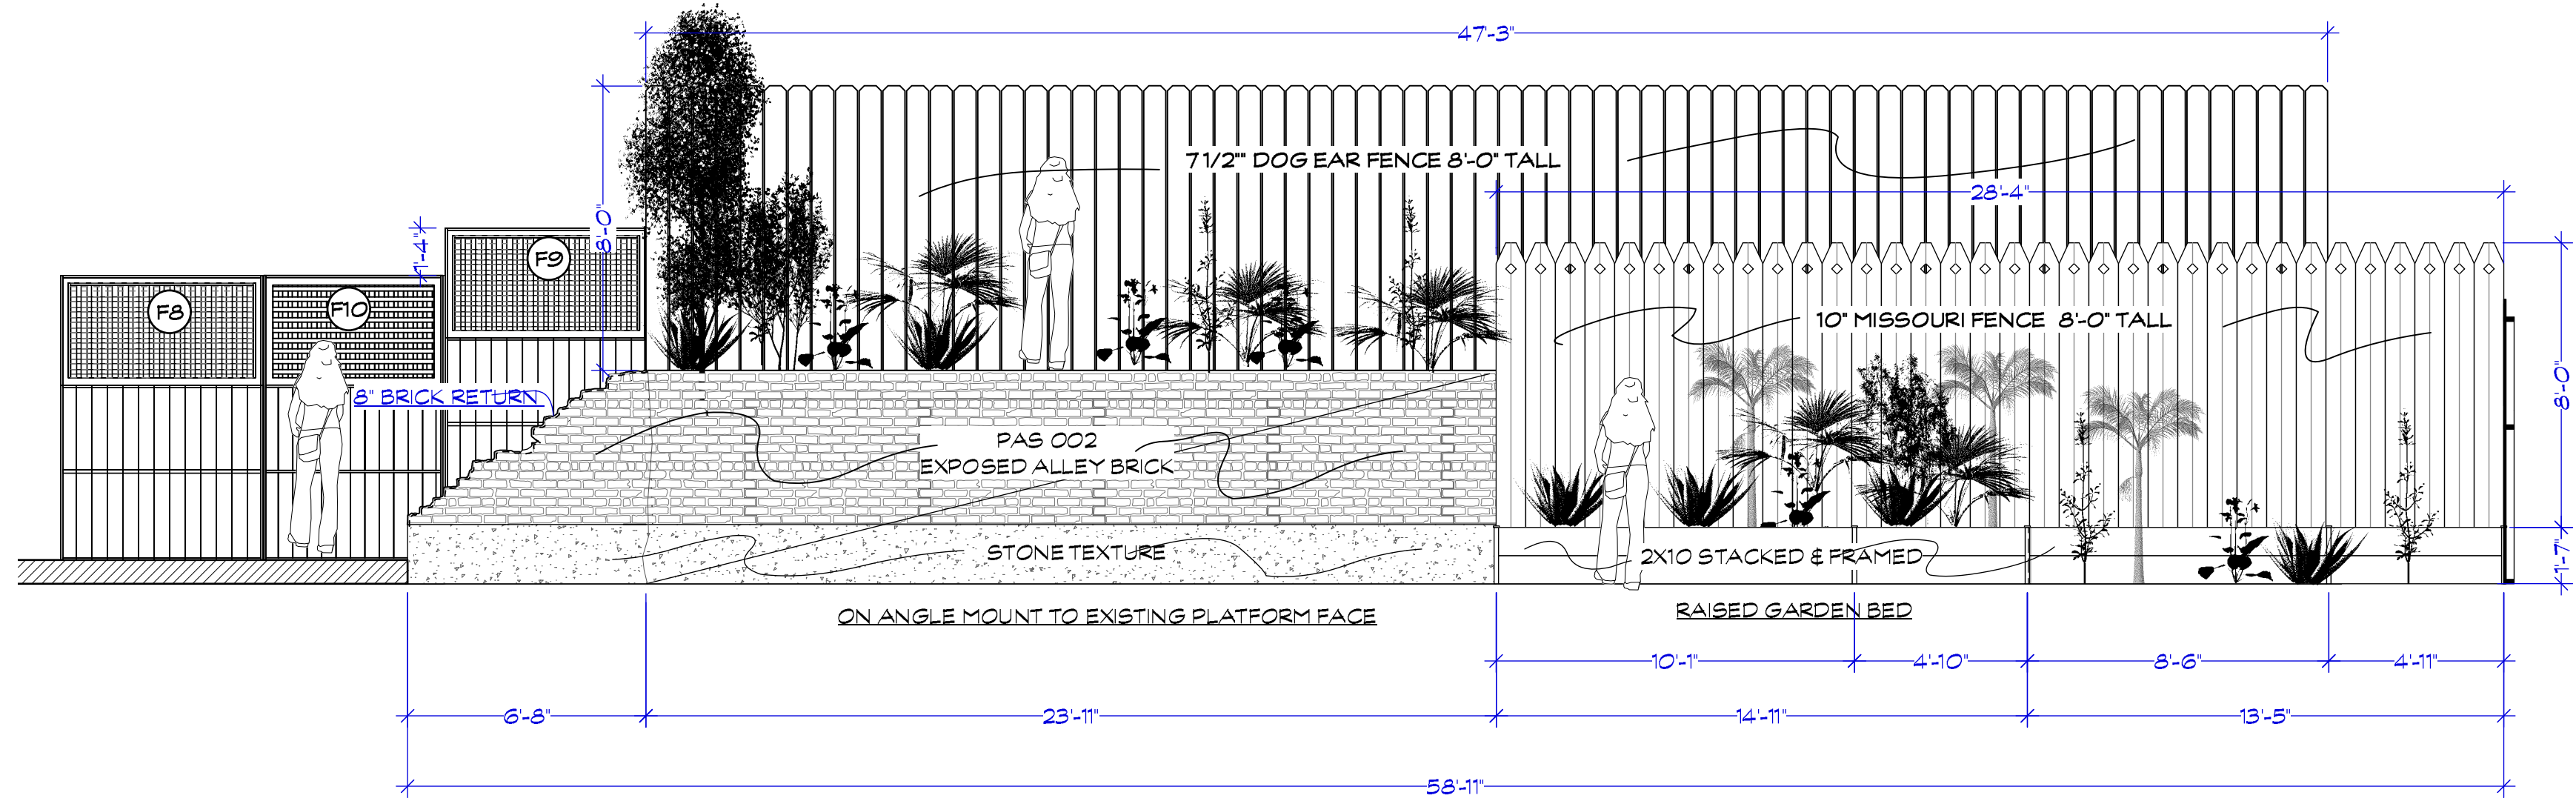 47'-3"
7 1/2"" DOG EAR FENCE 8'-0" TALL
28'-4"
8'-0"
1'-4"
F9
F8
F10
10" MISSOURI FENCE 8'-0" TALL
8'-0"
8" BRICK RETURN
PAS 002
EXPOSED ALLEY BRICK
STONE TEXTURE
2X10 STACKED & FRAMED
1'-7"
ON ANGLE MOUNT TO EXISTING PLATFORM FACE
RAISED GARDEN BED
10'-1"
4'-10"
8'-6"
4'-11"
6'-8"
23'-11"
14'-11"
13'-5"
58'-11"